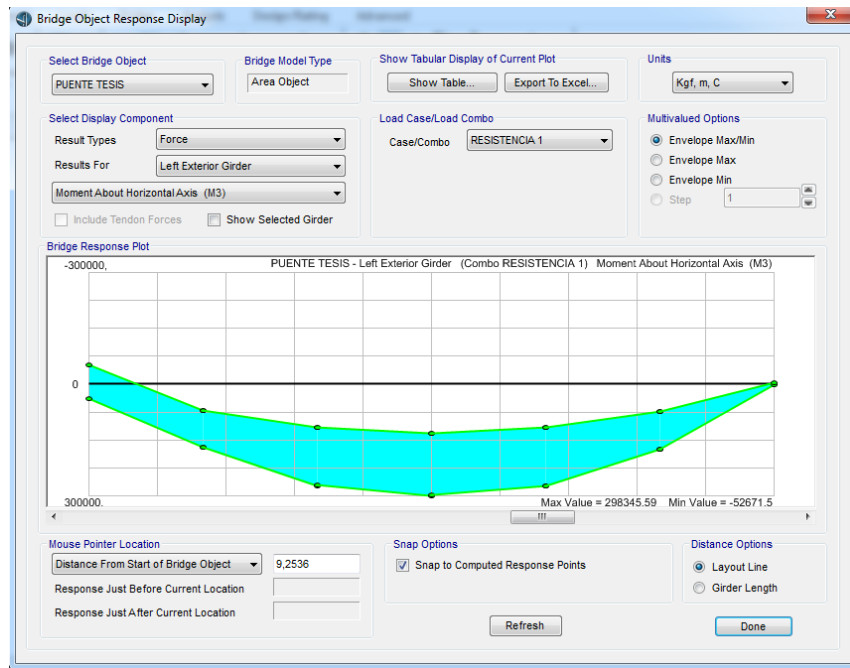 Bridge Object Response Display
Select Bridge Object
PUENTE TESIS
Bridge Model Type
Area Object
Show Tabular Display of Current Plot
Show Table...
Export To Excel...
Units
Kgf, m, C
Select Display Component
Result Types
Force
Results For
Left Exterior Girder
Moment About Horizontal Axis (M3)
Include Tendon Forces
Show Selected Girder
Load Case/Load Combo
Case/Combo
RESISTENCIA 1
Multivalued Options
Envelope Max/Min
Envelope Max
Envelope Min
Step
1
Bridge Response Plot
-300000,
PUENTE TESIS - Left Exterior Girder (Combo RESISTENCIA 1) Moment About Horizontal Axis (M3)
0
300000.
Max Value = 298345.59 Min Value = -52671.5
Mouse Pointer Location
Distance From Start of Bridge Object
9,2536
Response Just Before Current Location
Response Just After Current Location
Snap Options
Snap to Computed Response Points
Distance Options
Layout Line
Girder Length
Refresh
Done